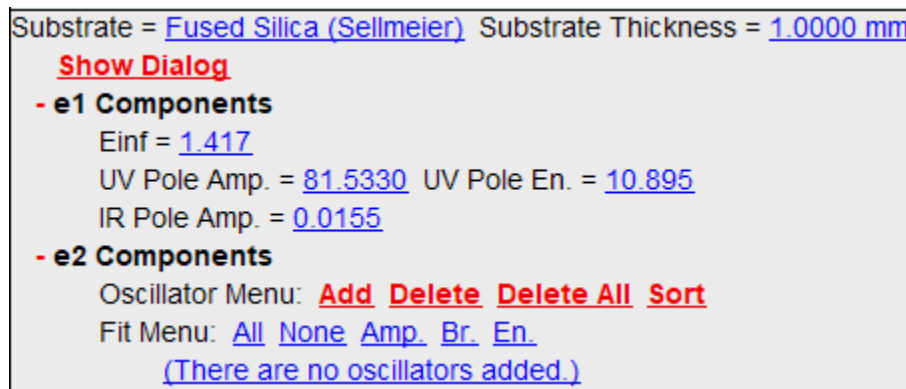 Substrate = Fused Silica (Sellmeier) Substrate Thickness = 1.0000 mm
Show Dialog
- e1 Components
Einf = 1.417
UV Pole Amp. = 81.5330 UV Pole En. = 10.895
IR Pole Amp. = 0.0155
- e2 Components
Oscillator Menu: Add Delete Delete All Sort
Fit Menu: All None Amp. Br. En.
(There are no oscillators added.)